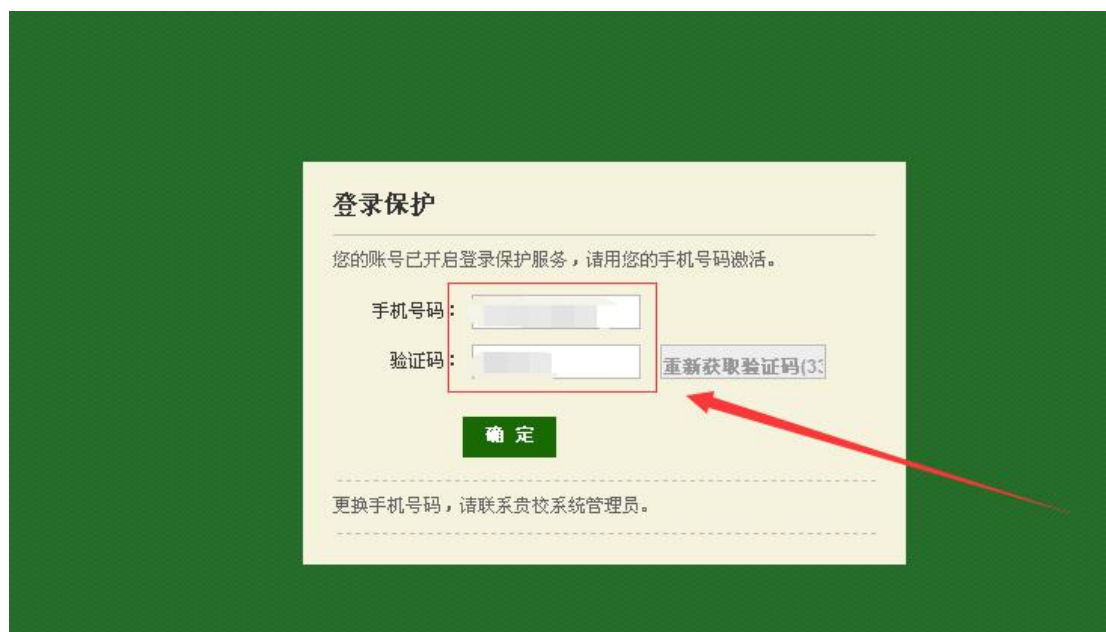 登录保护
您的账号已开启登录保护服务，请用您的手机号码激活。
手机号码：
验证码：
重新获取验证码(33
确 定
更换手机号码，请联系贵校系统管理员。